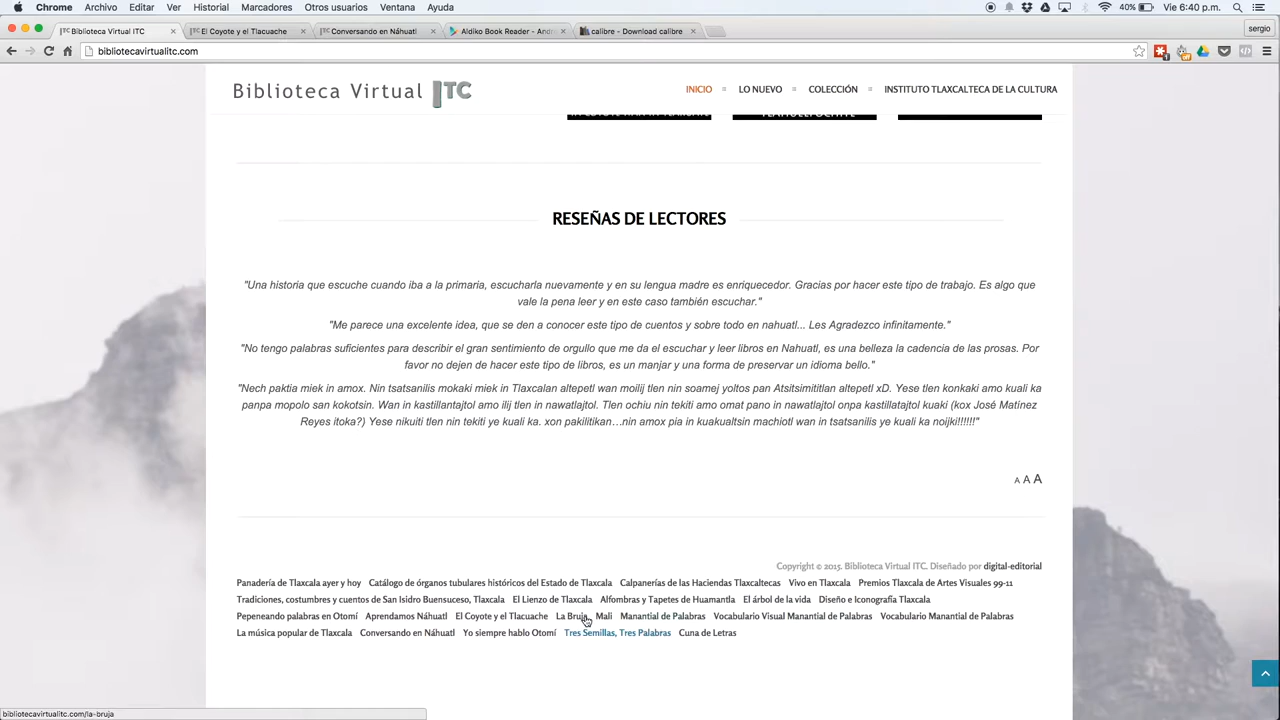 Chrome Archivo Editar Ver Historial Marcadores Otros usuarios Ventana Ayuda 40% Vie 6:40 p.m.
Biblioteca Virtual ITC El Coyote y el Tlacuache Conversando en Náhuatl Aldiko Book Reader - Andro calibre - Download calibre sergio
bibliotecavirtualitc.com
Biblioteca Virtual ITC INICIO LO NUEVO COLECCIÓN INSTITUTO TLAXCALTECA DE LA CULTURA
RESEÑAS DE LECTORES
"Una historia que escuche cuando iba a la primaria, escucharla nuevamente y en su lengua madre es enriquecedor. Gracias por hacer este tipo de trabajo. Es algo que
vale la pena leer y en este caso también escuchar."
"Me parece una excelente idea, que se den a conocer este tipo de cuentos y sobre todo en nahuatl... Les Agradezco infinitamente."
"No tengo palabras suficientes para describir el gran sentimiento de orgullo que me da el escuchar y leer libros en Nahuatl, es una belleza la cadencia de las prosas. Por
favor no dejen de hacer este tipo de libros, es un manjar y una forma de preservar un idioma bello."
"Nech paktia miek in amox. Nin tsatsanilis mokaki miek in Tlaxcalan altepetl wan moilij tlen nin soamej yoltos pan Atsitsimititlan altepetl xD. Yese tlen konkaki amo kuali ka
panpa mopolo san kokotsin. Wan in kastillantajtol amo ilij tlen in nawatlajtol. Tlen ochiu nin tekiti amo omat pano in nawatlajtol onpa kastillatajtol kuaki (kox José Matínez
Reyes itoka?) Yese nikuiti tlen nin tekiti ye kuali ka. xon pakilitikan…nin amox pia in kuakualtsin machiotl wan in tsatsanilis ye kuali ka noijki!!!!!!"
A A A
Copyright © 2015. Biblioteca Virtual ITC. Diseñado por digital-editorial
Panadería de Tlaxcala ayer y hoy Catálogo de órganos tubulares históricos del Estado de Tlaxcala Calpanerías de las Haciendas Tlaxcaltecas Vivo en Tlaxcala Premios Tlaxcala de Artes Visuales 99-11
Tradiciones, costumbres y cuentos de San Isidro Buensuceso, Tlaxcala El Lienzo de Tlaxcala Alfombras y Tapetes de Huamantla El árbol de la vida Diseño e Iconografía Tlaxcala
Pepeneando palabras en Otomí Aprendamos Náhuatl El Coyote y el Tlacuache La Bruja Mali Manantial de Palabras Vocabulario Visual Manantial de Palabras Vocabulario Manantial de Palabras
La música popular de Tlaxcala Conversando en Náhuatl Yo siempre hablo Otomí Tres Semillas, Tres Palabras Cuna de Letras
bibliotecavirtualitc.com/la-bruja